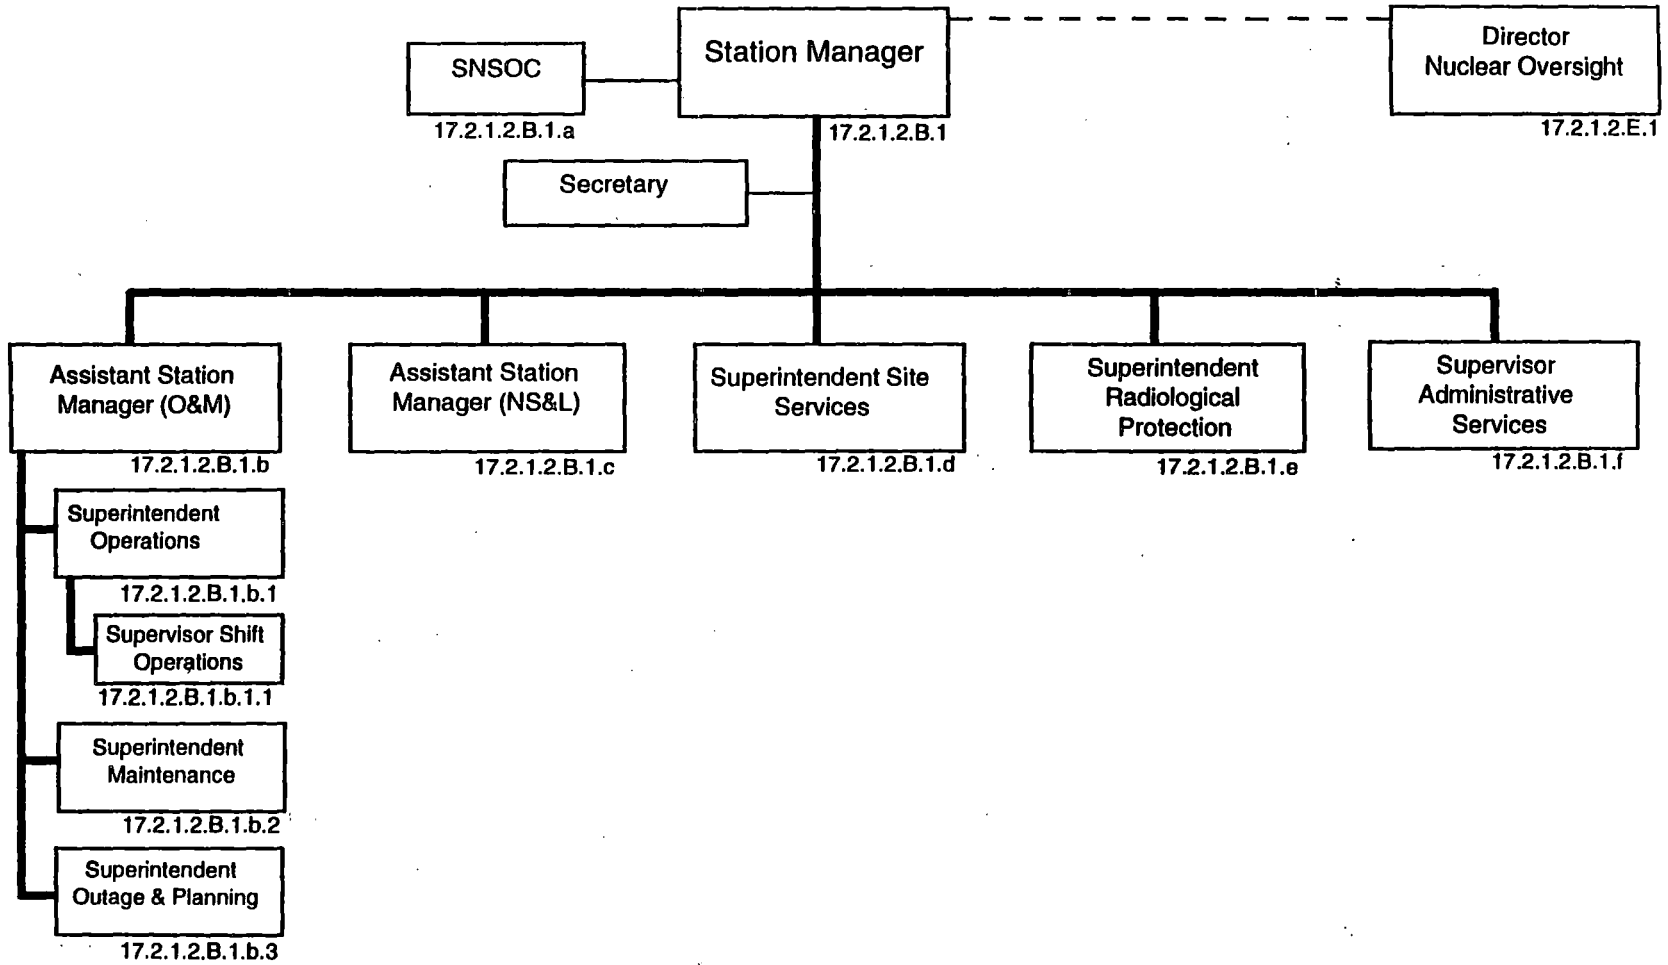 Station Manager
17.2.1.2.B.1
SNSOC
17.2.1.2.B.1.a
Director
Nuclear Oversight
17.2.1.2.E.1
Secretary
Assistant Station
Manager (O&M)
17.2.1.2.B.1.b
Assistant Station
Manager (NS&L)
17.2.1.2.B.1.c
Superintendent Site
Services
17.2.1.2.B.1.d
Superintendent
Radiological
Protection
17.2.1.2.B.1.e
Supervisor
Administrative
Services
17.2.1.2.B.1.f
Superintendent
Operations
17.2.1.2.B.1.b.1
Supervisor Shift
Operations
17.2.1.2.B.1.b.1.1
Superintendent
Maintenance
17.2.1.2.B.1.b.2
Superintendent
Outage & Planning
17.2.1.2.B.1.b.3